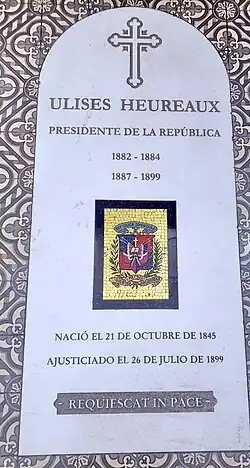 ULISES HEUREAUX
PRESIDENTE DE LA REPÚBLICA
1882 - 1884
1887 - 1899
NACIÓ EL 21 DE OCTUBRE DE 1845
AJUSTICIADO EL 26 DE JULIO DE 1899
- REQUIESCAT IN PACE -